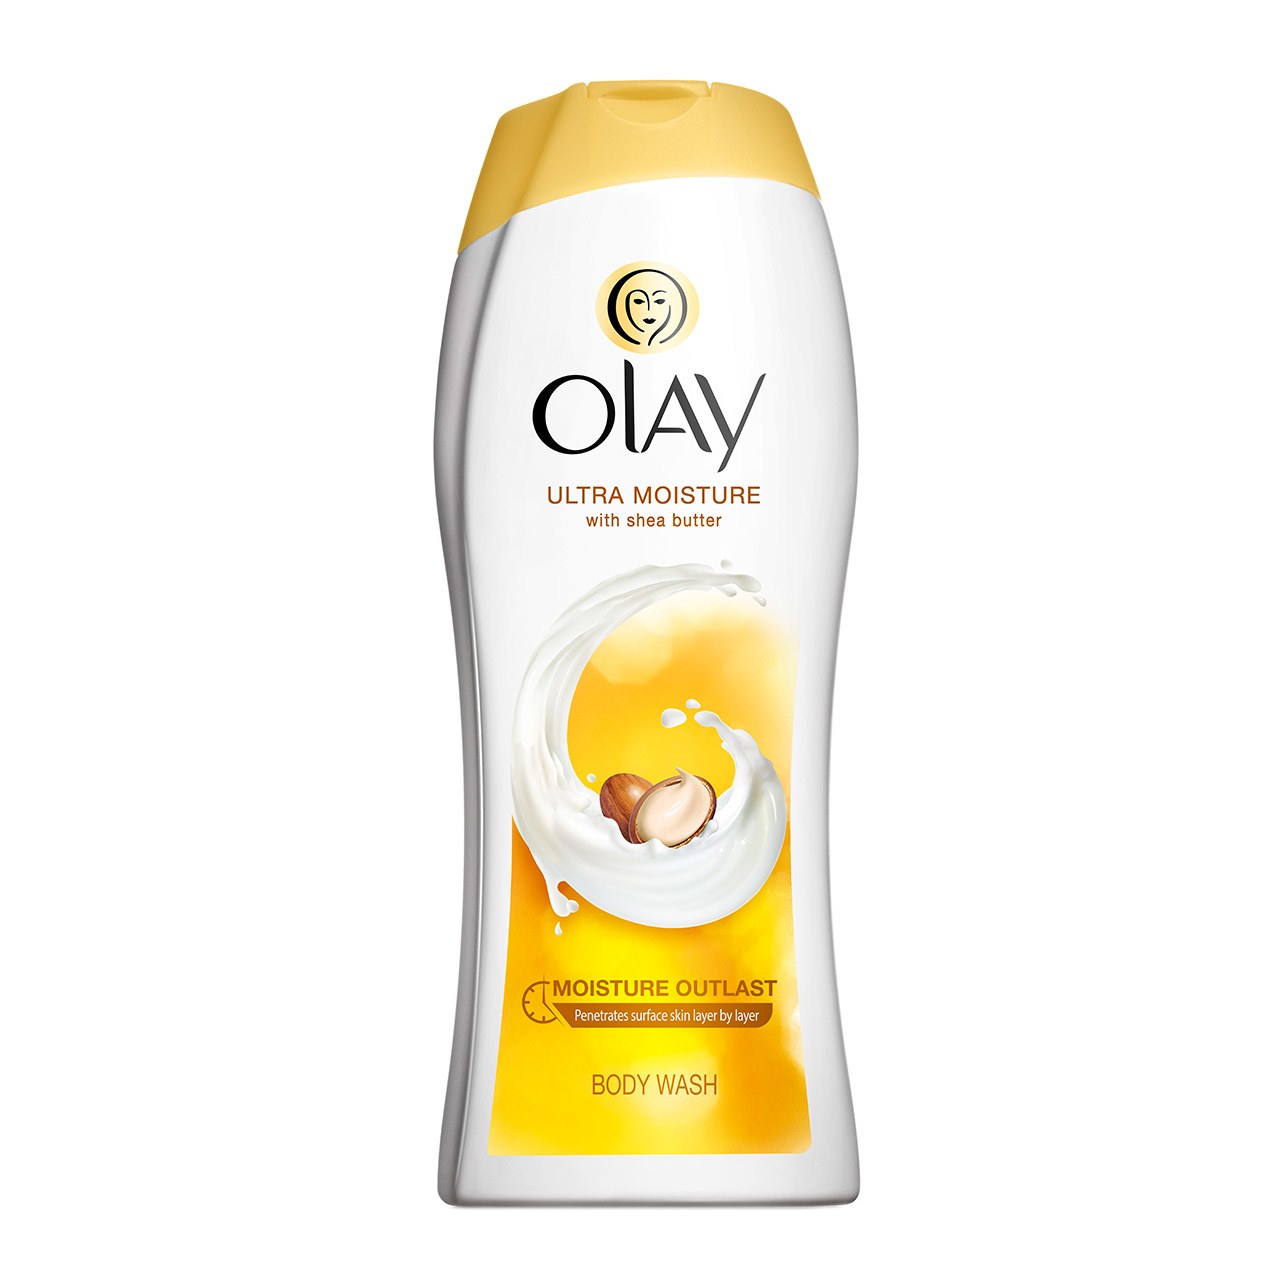 OLAY
ULTRA MOISTURE
with shea butter
MOISTURE OUTLAST
Penetrates surface skin layer by layer
BODY WASH